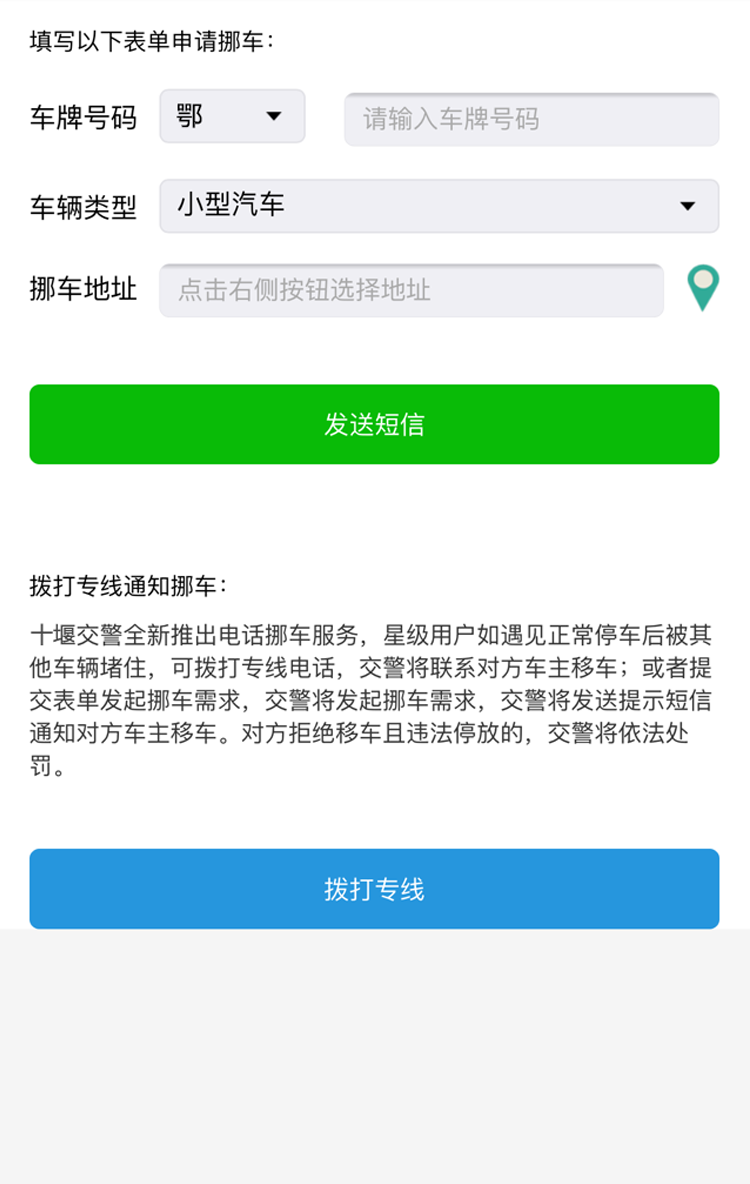 填写以下表单申请挪车：
车牌号码 鄂 请输入车牌号码
车辆类型 小型汽车
挪车地址 点击右侧按钮选择地址
发送短信
拨打专线通知挪车：
十堰交警全新推出电话挪车服务，星级用户如遇见正常停车后被其
他车辆堵住，可拨打专线电话，交警将联系对方车主移车；或者提
交表单发起挪车需求，交警将发起挪车需求，交警将发送提示短信
通知对方车主移车。对方拒绝移车且违法停放的，交警将依法处
罚。
拨打专线